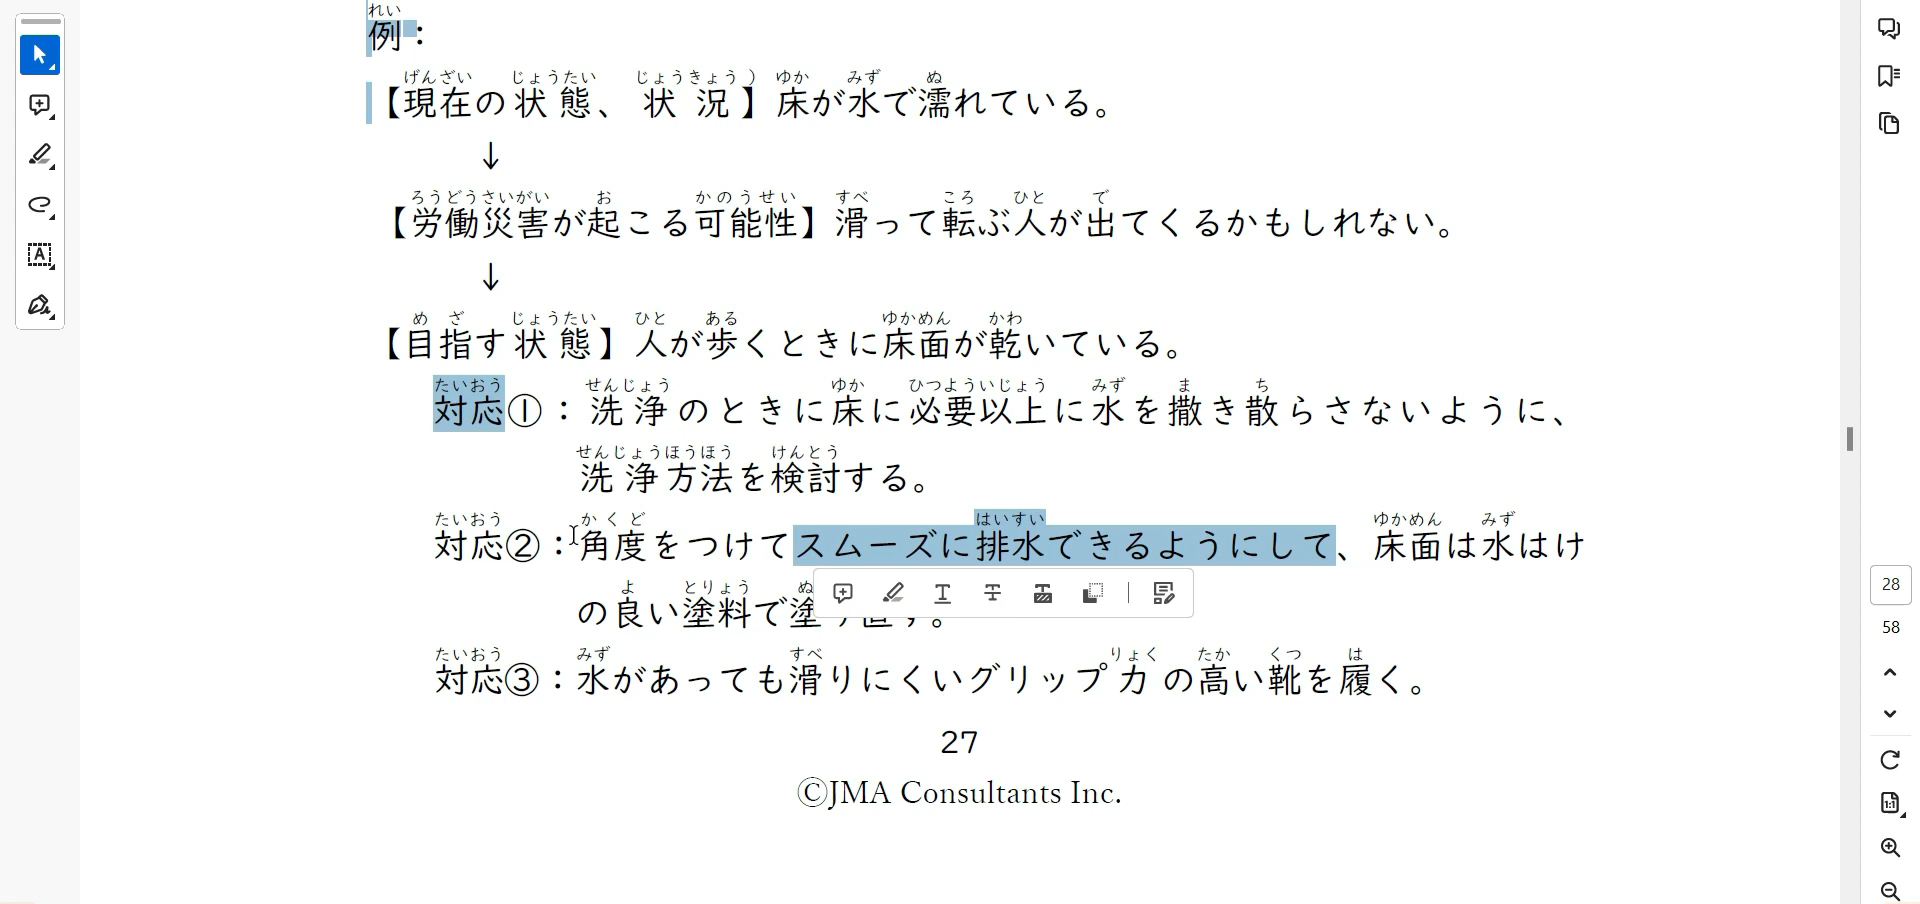 例：
【現在の状態、状況】床が水で濡れている。
↓
【労働災害が起こる可能性】滑って転ぶ人が出てくるかもしれない。
↓
【目指す状態】人が歩くときに床面が乾いている。
対応①：洗浄のときに床に必要以上に水を撒き散らさないように、
洗浄方法を検討する。
対応②：角度をつけてスムーズに排水できるようにして、床面は水はけ
の良い塗料で塗り直す。
対応③：水があっても滑りにくいグリップ力の高い靴を履く。
27
©JMA Consultants Inc.
28
58